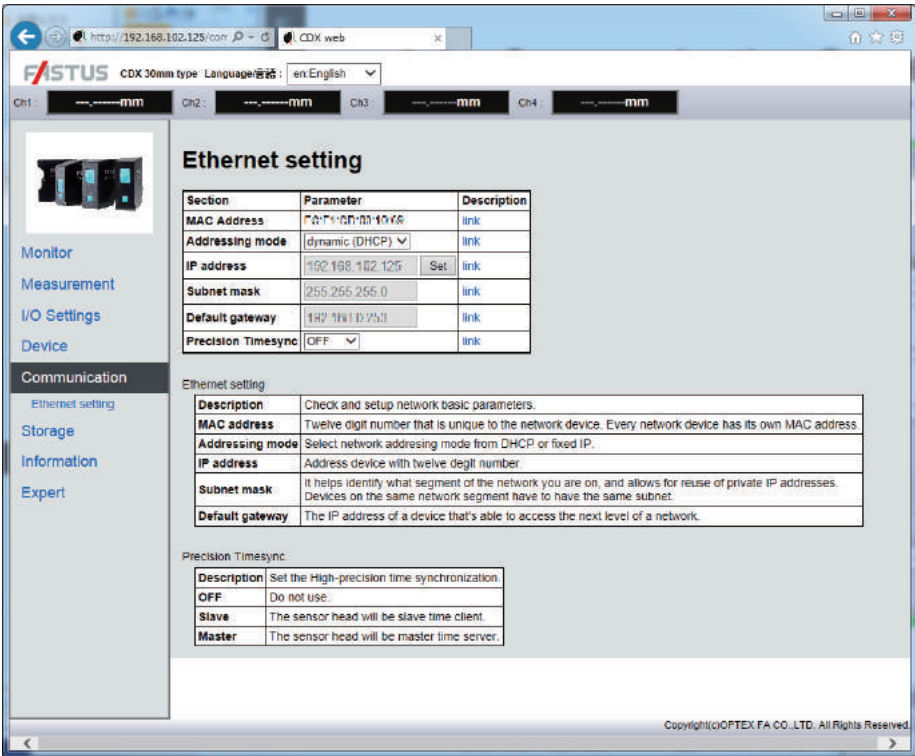 http://192.168.102.125/con
CDX web
FASTUS CDX 30mm type Language/言語 : en:English
Ch1 : ---.------mm Ch2 : ---.------mm Ch3 : ---.------mm Ch4 : ---.------mm
Ethernet setting
Section Parameter Description
MAC Address link
Addressing mode dynamic (DHCP) link
IP address 192.168.102.125 Set link
Subnet mask 255.255.255.0 link
Default gateway link
Precision Timesync OFF link
Monitor
Measurement
I/O Settings
Device
Communication
Ethernet setting
Storage
Information
Expert
Ethernet setting
Description Check and setup network basic parameters.
MAC address Twelve digit number that is unique to the network device. Every network device has its own MAC address.
Addressing mode Select network addresing mode from DHCP or fixed IP.
IP address Address device with twelve degit number.
Subnet mask It helps identify what segment of the network you are on, and allows for reuse of private IP addresses.
Devices on the same network segment have to have the same subnet.
Default gateway The IP address of a device that's able to access the next level of a network.
Precision Timesync
Description Set the High-precision time synchronization.
OFF Do not use.
Slave The sensor head will be slave time client.
Master The sensor head will be master time server.
Copyright(c)OPTEX FA CO.,LTD. All Rights Reserved.